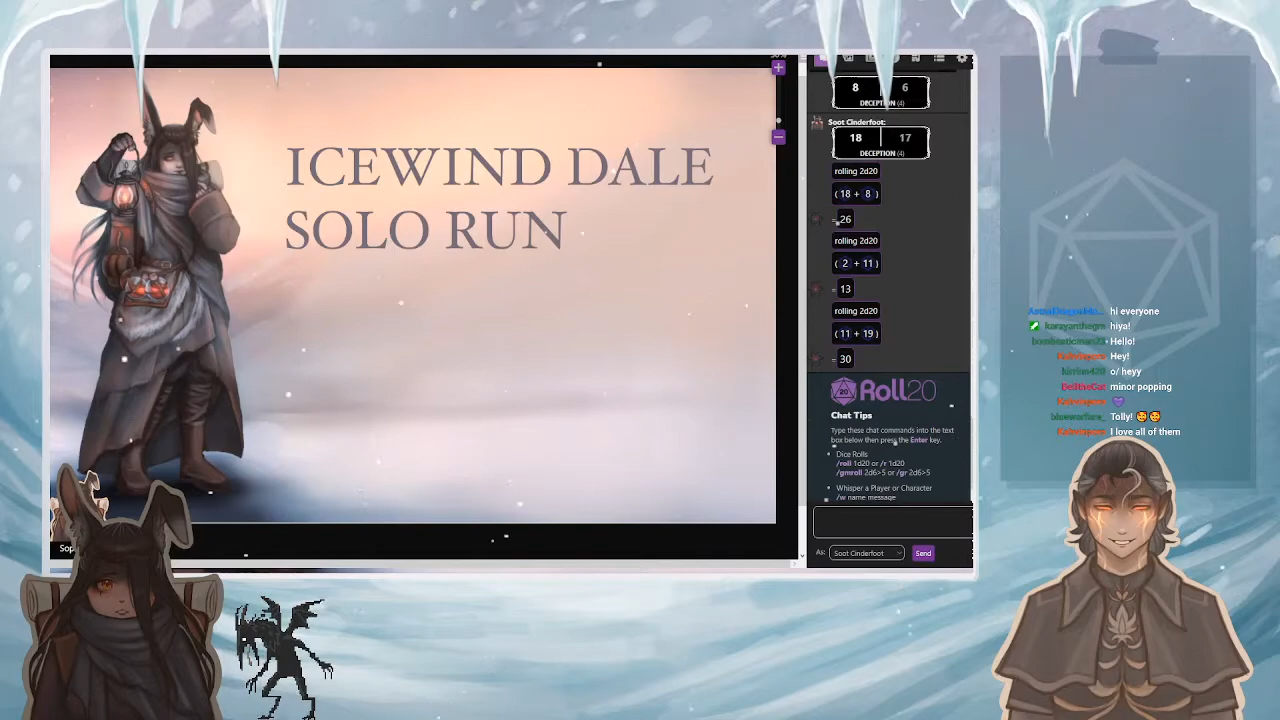 ICEWIND DALE
SOLO RUN
8 6
DECEPTION (4)
Soot Cinderfoot:
18 17
DECEPTION (4)
rolling 2d20
( 18 + 8 )
= 26
rolling 2d20
( 2 + 11 )
= 13
rolling 2d20
( 11 + 19 )
= 30
20 Roll20
Chat Tips
Type these chat commands into the text
box below then press the Enter key.
• Dice Rolls
/roll 1d20 or /r 1d20
/gmroll 2d6>5 or /gr 2d6>5
• Whisper a Player or Character
/w name message
As: Soot Cinderfoot
Send
hi everyone
karayanthegm hiya!
Hello!
Hey!
o/ heyy
minor popping
bluewarfare_ Tolly!
I love all of them